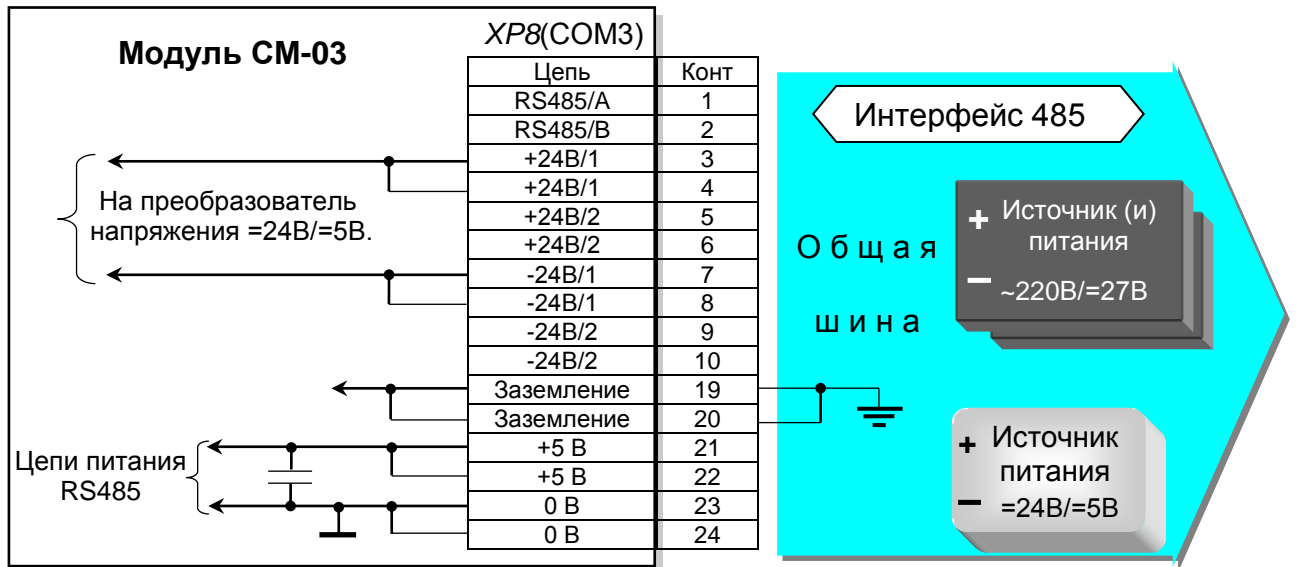 Модуль СМ-03
XP8(COM3)
Цепь Конт
RS485/A 1
RS485/B 2
+24В/1 3
+24В/1 4
+24В/2 5
+24В/2 6
-24В/1 7
-24В/1 8
-24В/2 9
-24В/2 10
Заземление 19
Заземление 20
+5 В 21
+5 В 22
0 В 23
0 В 24
На преобразователь
напряжения =24В/=5В.
Цепи питания
RS485
Интерфейс 485
Общая
шина
+ Источник (и)
питания
− ~220В/=27В
+ Источник
питания
− =24В/=5В